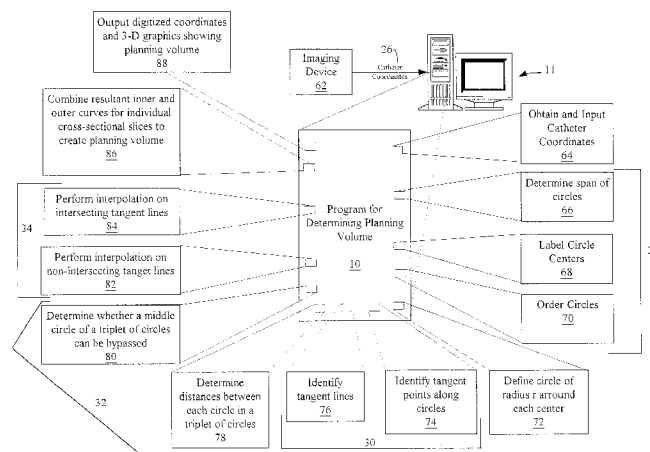 Output digitized coordinates
and 3-D graphics showing
planning volume
88
Imaging
Device
62
26
Catheter
Coordinates
11
Combine resultant inner and
outer curves for individual
cross-sectional slices to
create planning volume
86
Obtain and Input
Catheter
Coordinates
64
34
Perform interpolation on
intersecting tangent lines
84
Program for
Determining Planning
Volume
10
Determine span of
circles
66
Perform interpolation on
non-intersecting tanget lines
82
Label Circle
Centers
68
Determine whether a middle
circle of a triplet of circles
can be bypassed
80
Order Circles
70
32
Determine
distances between
each circle in a
triplet of circles
78
Identify
tangent lines
76
Identify tangent
points along
circles
74
Define circle of
radius r arround
each center
72
30